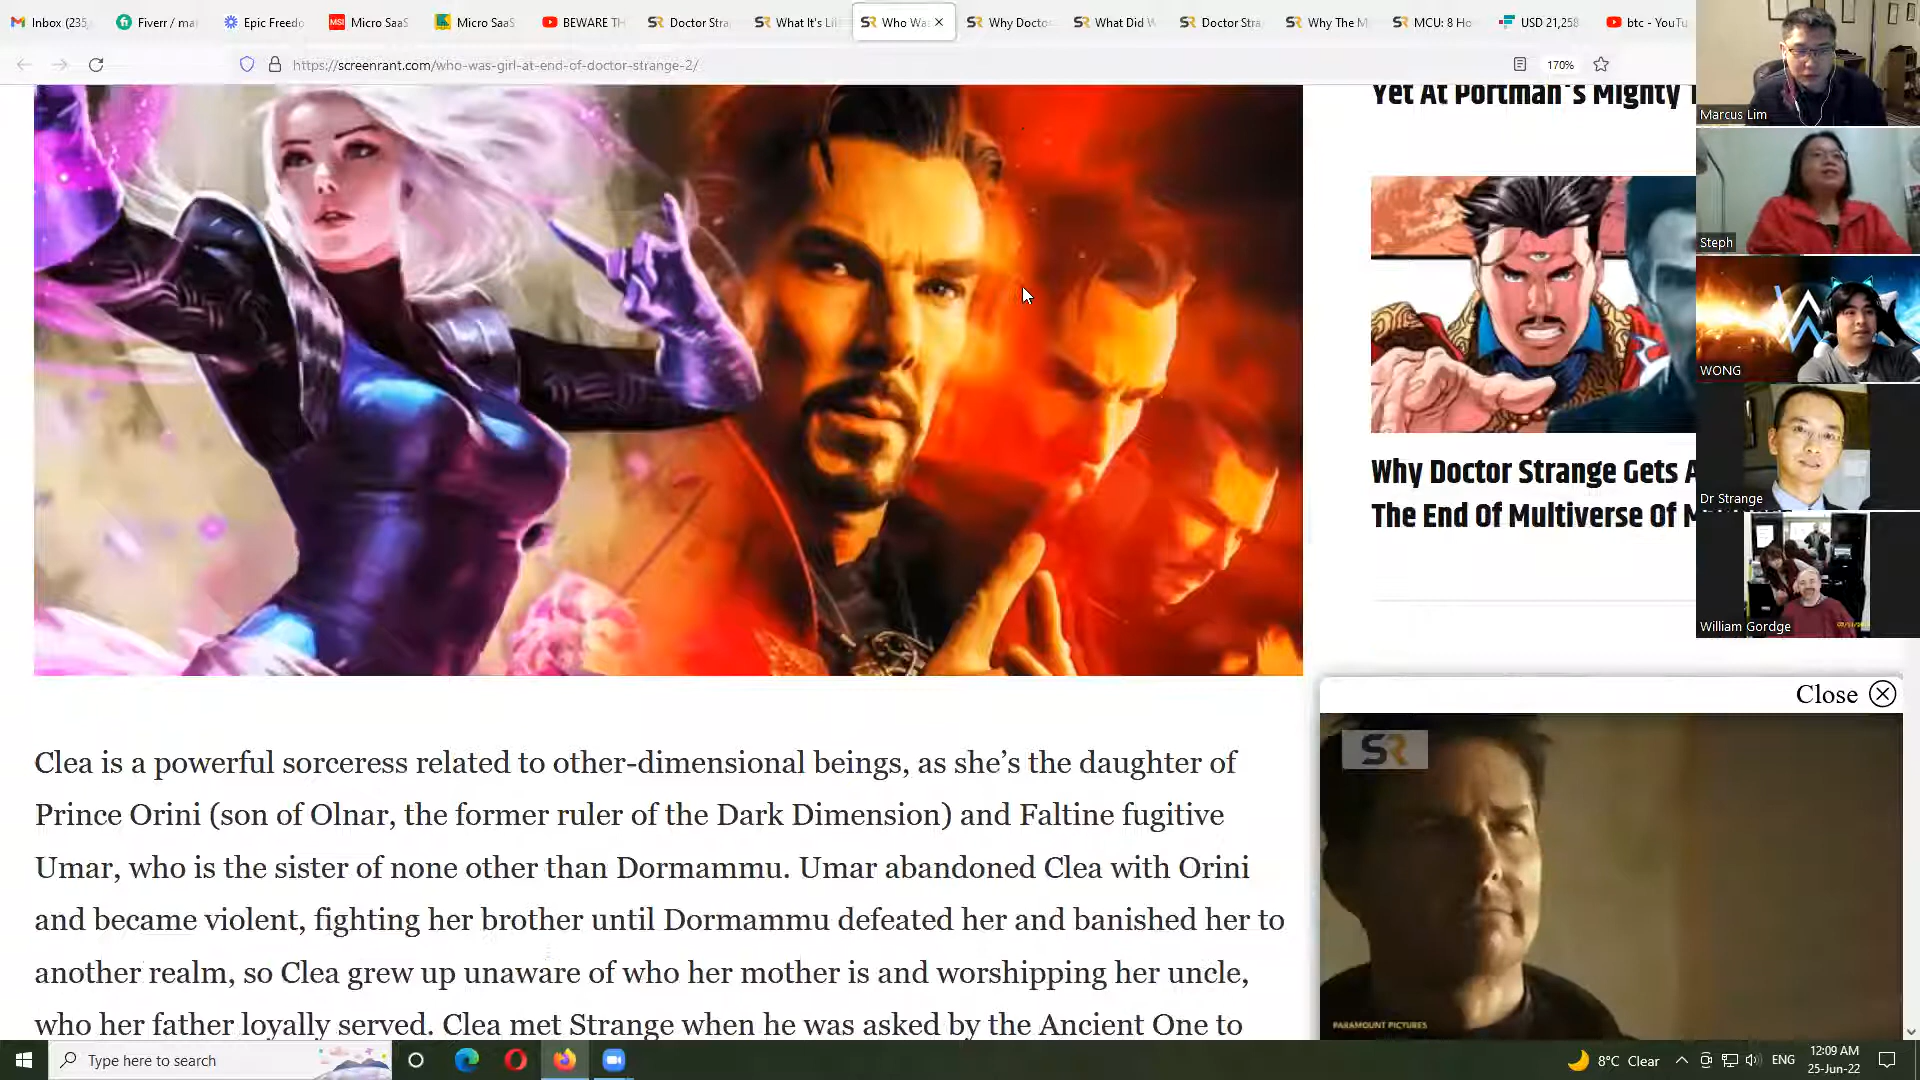 Inbox (235,
Fiverr / mar
Epic Freedo
Micro SaaS
Micro SaaS
BEWARE TH
Doctor Stra
What It's Li
Who Wa
Why Docto
What Did W
Doctor Stra
Why The M
MCU: 8 Ho
USD 21,258
btc - YouTu
https://screenrant.com/who-was-girl-at-end-of-doctor-strange-2/
170%
Yet At Portman's Mighty
Marcus Lim
Steph
WONG
Dr Strange
William Gordge
Why Doctor Strange Gets A
The End Of Multiverse Of M
Close
SR
PARAMOUNT PICTURES
Clea is a powerful sorceress related to other-dimensional beings, as she's the daughter of
Prince Orini (son of Olnar, the former ruler of the Dark Dimension) and Faltine fugitive
Umar, who is the sister of none other than Dormammu. Umar abandoned Clea with Orini
and became violent, fighting her brother until Dormammu defeated her and banished her to
another realm, so Clea grew up unaware of who her mother is and worshipping her uncle,
who her father loyally served. Clea met Strange when he was asked by the Ancient One to
Type here to search
8°C Clear
ENG
12:09 AM
25-Jun-22